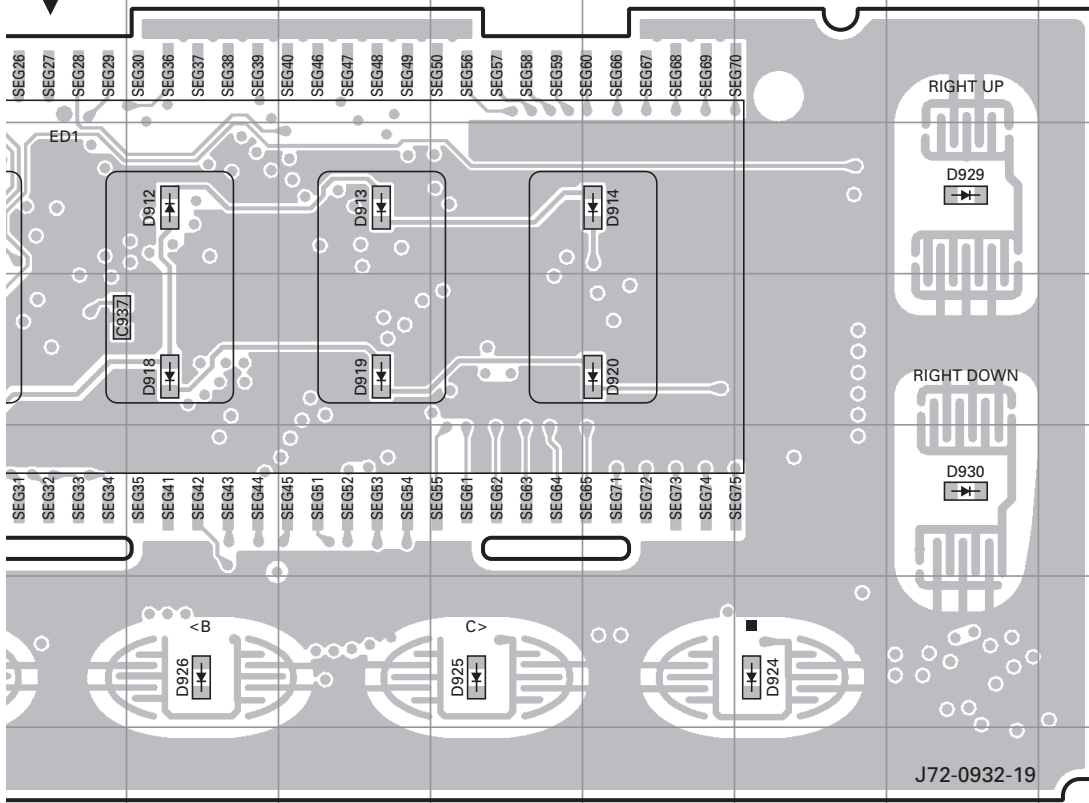 SEG26 SEG27 SEG28 SEG29 SEG30 SEG36 SEG37 SEG38 SEG39 SEG40 SEG46 SEG47 SEG48 SEG49 SEG50 SEG56 SEG57 SEG58 SEG59 SEG60 SEG66 SEG67 SEG68 SEG69 SEG70
RIGHT UP
ED1
D929
D912 D913 D914
C937
D918 D919 D920
RIGHT DOWN
D930
SEG31 SEG32 SEG33 SEG34 SEG35 SEG41 SEG42 SEG43 SEG44 SEG45 SEG51 SEG52 SEG53 SEG54 SEG55 SEG61 SEG62 SEG63 SEG64 SEG65 SEG71 SEG72 SEG73 SEG74 SEG75
<B C> ■
D926 D925 D924
J72-0932-19